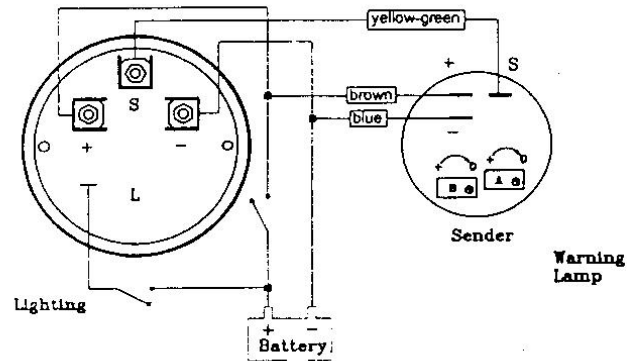 yellow-green
S
+
S
brown
+
-
blue
-
L
B
A
Sender
Warning
Lamp
Lighting
+
-
Battery